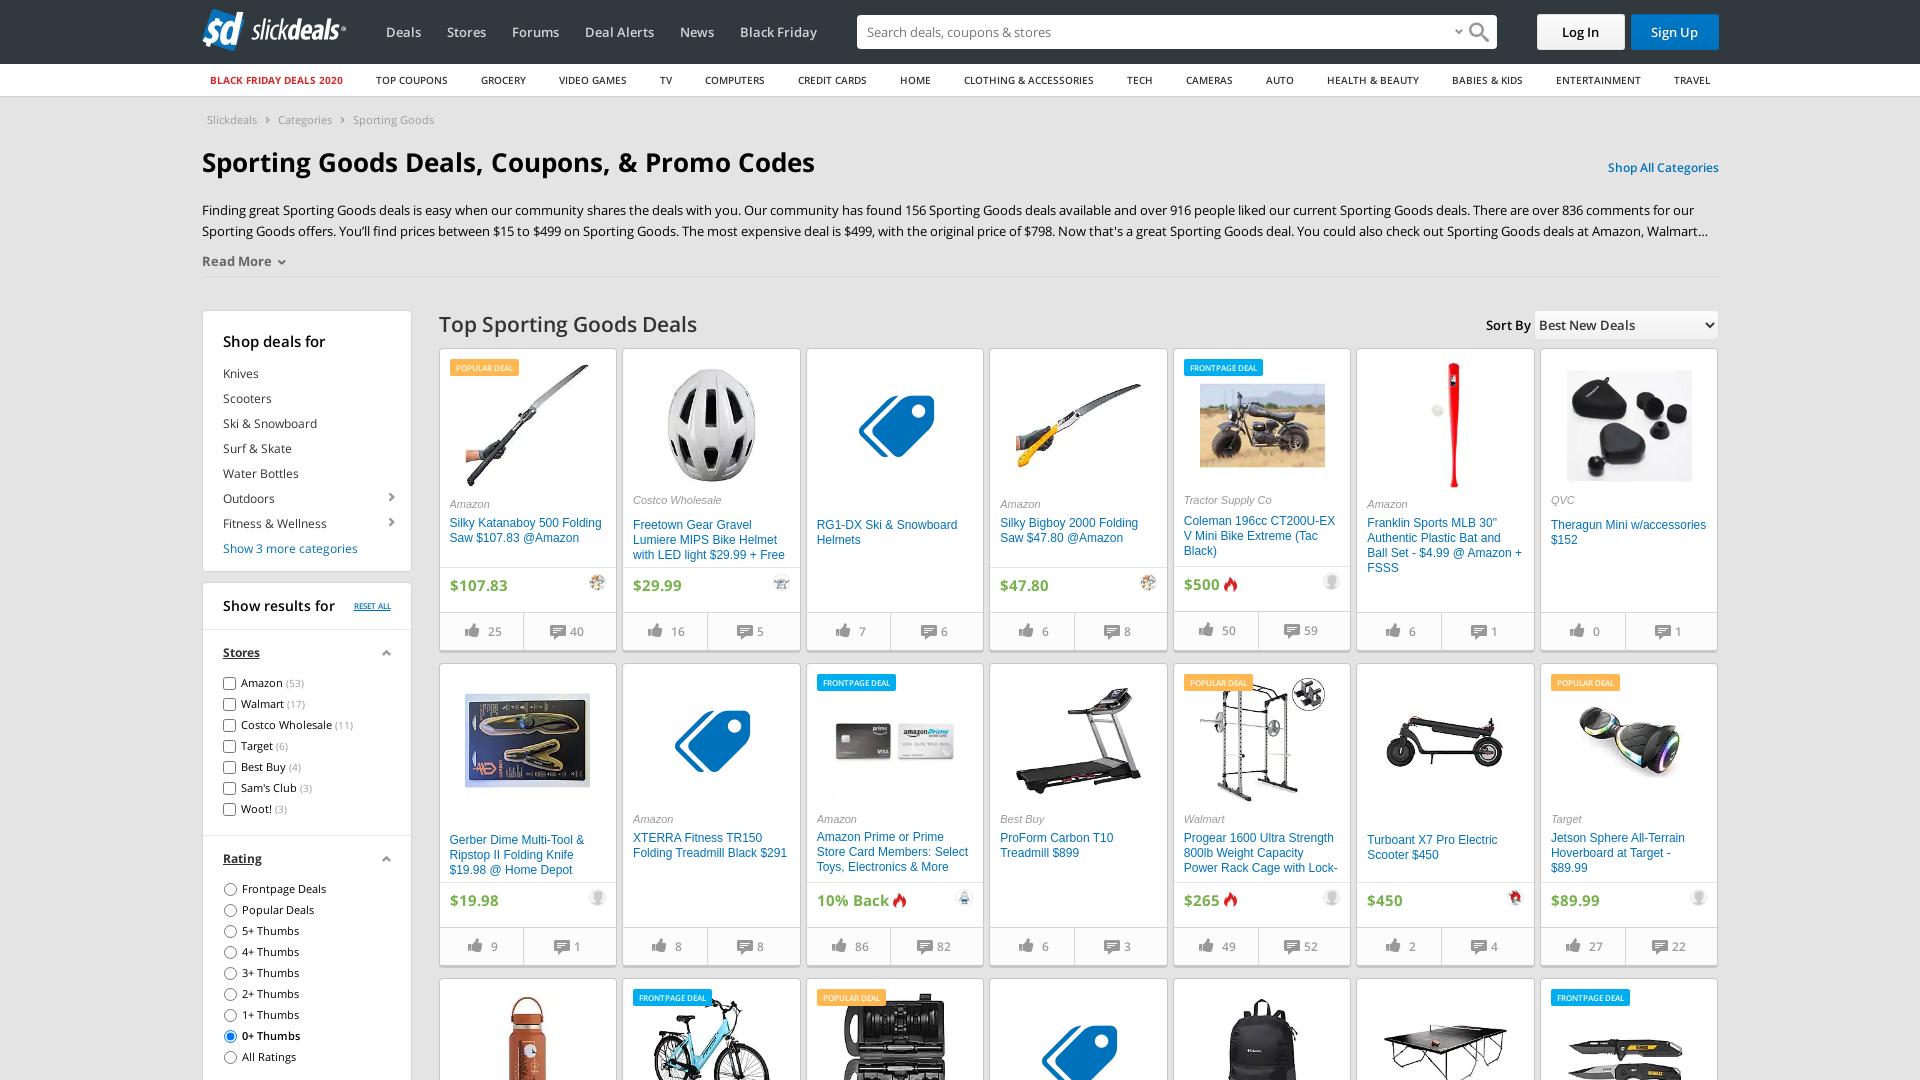 sd slickdeals
Deals
Stores
Forums
Deal Alerts
News
Black Friday
Search deals, coupons & stores
Log In
Sign Up
BLACK FRIDAY DEALS 2020
TOP COUPONS
GROCERY
VIDEO GAMES
TV
COMPUTERS
CREDIT CARDS
HOME
CLOTHING & ACCESSORIES
TECH
CAMERAS
AUTO
HEALTH & BEAUTY
BABIES & KIDS
ENTERTAINMENT
TRAVEL
Slickdeals > Categories > Sporting Goods
Sporting Goods Deals, Coupons, & Promo Codes
Shop All Categories
Finding great Sporting Goods deals is easy when our community shares the deals with you. Our community has found 156 Sporting Goods deals available and over 916 people liked our current Sporting Goods deals. There are over 836 comments for our
Sporting Goods offers. You’ll find prices between $15 to $499 on Sporting Goods. The most expensive deal is $499, with the original price of $798. Now that's a great Sporting Goods deal. You could also check out Sporting Goods deals at Amazon, Walmart…
Read More
Shop deals for
Knives
Scooters
Ski & Snowboard
Surf & Skate
Water Bottles
Outdoors
Fitness & Wellness
Show 3 more categories
Show results for
RESET ALL
Stores
Amazon (53)
Walmart (17)
Costco Wholesale (11)
Target (6)
Best Buy (4)
Sam's Club (3)
Woot! (3)
Rating
Frontpage Deals
Popular Deals
5+ Thumbs
4+ Thumbs
3+ Thumbs
2+ Thumbs
1+ Thumbs
0+ Thumbs
All Ratings
Top Sporting Goods Deals
Sort By
Best New Deals
POPULAR DEAL
Amazon
Silky Katanaboy 500 Folding
Saw $107.83 @Amazon
$107.83
25
40
Costco Wholesale
Freetown Gear Gravel
Lumiere MIPS Bike Helmet
with LED light $29.99 + Free
$29.99
16
5
RG1-DX Ski & Snowboard
Helmets
7
6
Amazon
Silky Bigboy 2000 Folding
Saw $47.80 @Amazon
$47.80
6
8
FRONTPAGE DEAL
Tractor Supply Co
Coleman 196cc CT200U-EX
V Mini Bike Extreme (Tac
Black)
$500
50
59
Amazon
Franklin Sports MLB 30"
Authentic Plastic Bat and
Ball Set - $4.99 @ Amazon +
FSSS
6
1
QVC
Theragun Mini w/accessories
$152
0
1
Gerber Dime Multi-Tool &
Ripstop II Folding Knife
$19.98 @ Home Depot
$19.98
9
1
Amazon
XTERRA Fitness TR150
Folding Treadmill Black $291
8
8
FRONTPAGE DEAL
prime
VISA
amazonPrime
Amazon
Amazon Prime or Prime
Store Card Members: Select
Toys, Electronics & More
10% Back
86
82
Best Buy
ProForm Carbon T10
Treadmill $899
6
3
POPULAR DEAL
Walmart
Progear 1600 Ultra Strength
800lb Weight Capacity
Power Rack Cage with Lock-
$265
49
52
Turboant X7 Pro Electric
Scooter $450
$450
2
4
POPULAR DEAL
Target
Jetson Sphere All-Terrain
Hoverboard at Target -
$89.99
$89.99
27
22
FRONTPAGE DEAL
POPULAR DEAL
FRONTPAGE DEAL